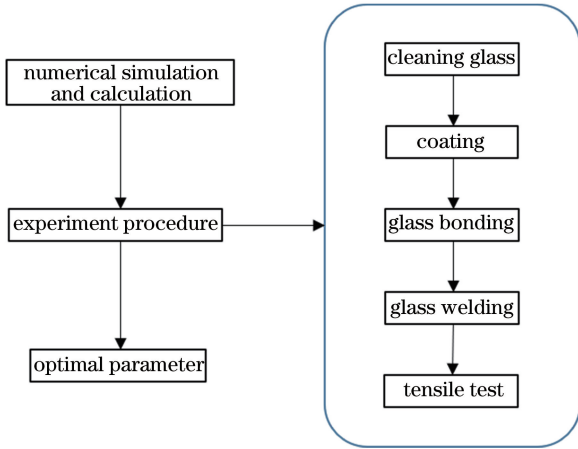 numerical simulation
and calculation
experiment procedure
optimal parameter
cleaning glass
coating
glass bonding
glass welding
tensile test